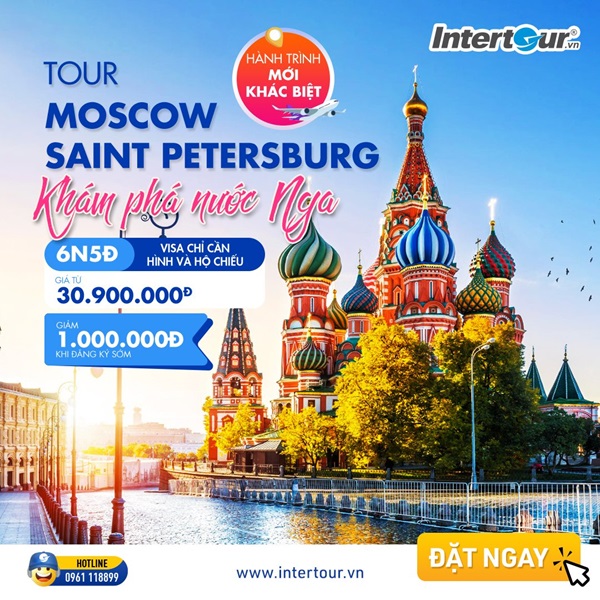 Intertour®
.vn
HÀNH TRÌNH
MỚI
KHÁC BIỆT
TOUR
MOSCOW
SAINT PETERSBURG
Khám phá nước Nga
6N5Đ
VISA CHỈ CẦN
HÌNH VÀ HỘ CHIẾU
GIÁ TỪ
30.900.000Đ
GIẢM
1.000.000Đ
KHI ĐĂNG KÝ SỚM
HOTLINE
0961 118899
www.intertour.vn
ĐẶT NGAY